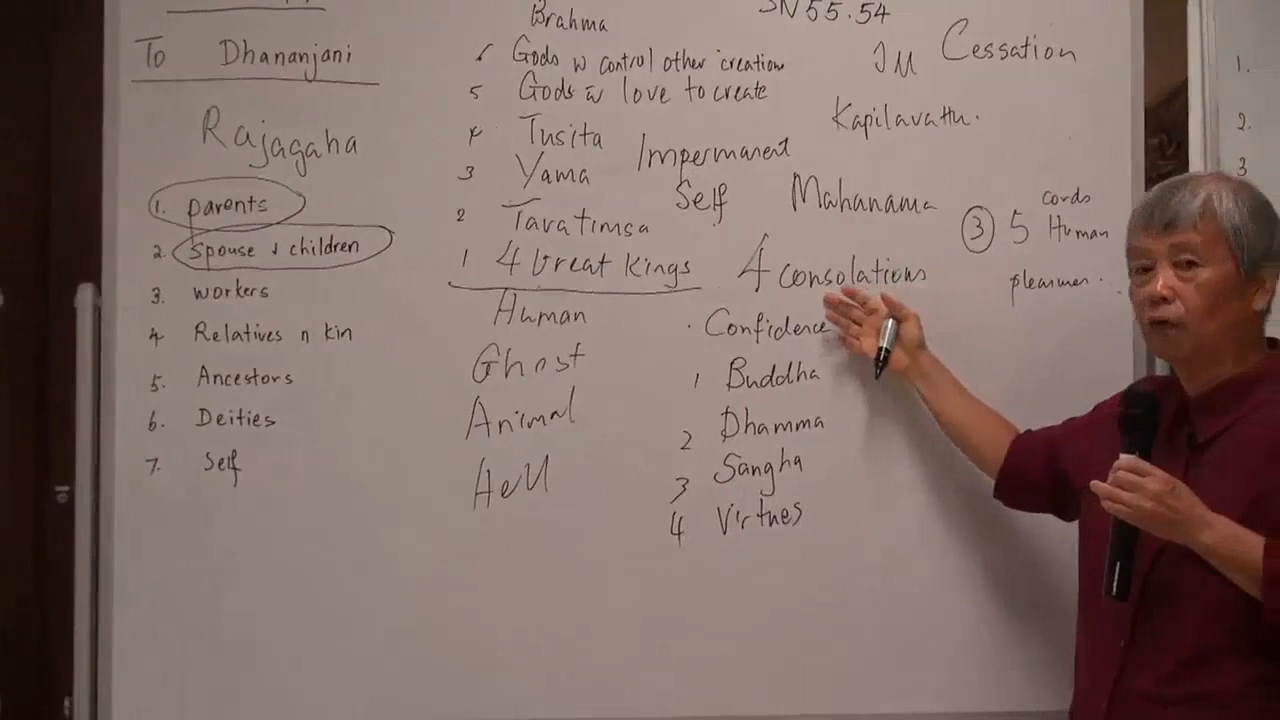 To Dhananjani
Rajagaha
1. parents
2. Spouse & children
3. workers
4 Relatives n kin
5. Ancestors
6. Deities
7. Self
Brahma
6 Gods w control other creation
5 Gods w love to create
4 Tusita
3 Yama
2 Tavatimsa
1 4 Great Kings
Human
Ghost
Animal
Hell
SN 55.54
Cessation
Kapilavathu.
Impermanent
Self
Mahanama
4 consolations
Confidence
1 Buddha
2 Dhamma
3 Sangha
4 Virtues
3 5 cords
Human
1.
2.
3